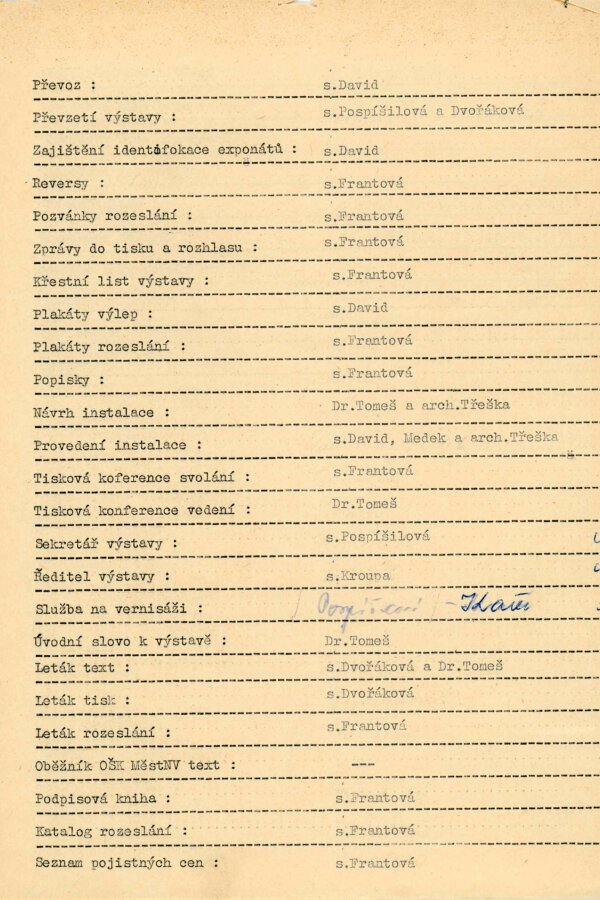 Převoz : s.David
Převzetí výstavy : s.Pospíšilová a Dvořáková
Zajištění identifokace exponátů : s.David
Reversy : s.Frantová
Pozvánky rozeslání : s.Frantová
Zprávy do tisku a rozhlasu : s.Frantová
Křestní list výstavy : s.Frantová
Plakáty výlep : s.David
Plakáty rozeslání : s.Frantová
Popisky : s.Frantová
Návrh instalace : Dr.Tomeš a arch.Třeška
Provedení instalace : s.David, Medek a arch.Třeška
Tisková koference svolání : s.Frantová
Tisková konference vedení : Dr.Tomeš
Sekretář výstavy : s.Pospíšilová
Ředitel výstavy : s.Kroupa
Služba na vernisáži :
Úvodní slovo k výstavě : Dr.Tomeš
Leták text : s.Dvořáková a Dr.Tomeš
Leták tisk : s.Dvořáková
Leták rozeslání : s.Frantová
Oběžník OŠK MěstNV text : ---
Podpisová kniha : s.Frantová
Katalog rozeslání : s.Frantová
Seznam pojistných cen : s.Frantová